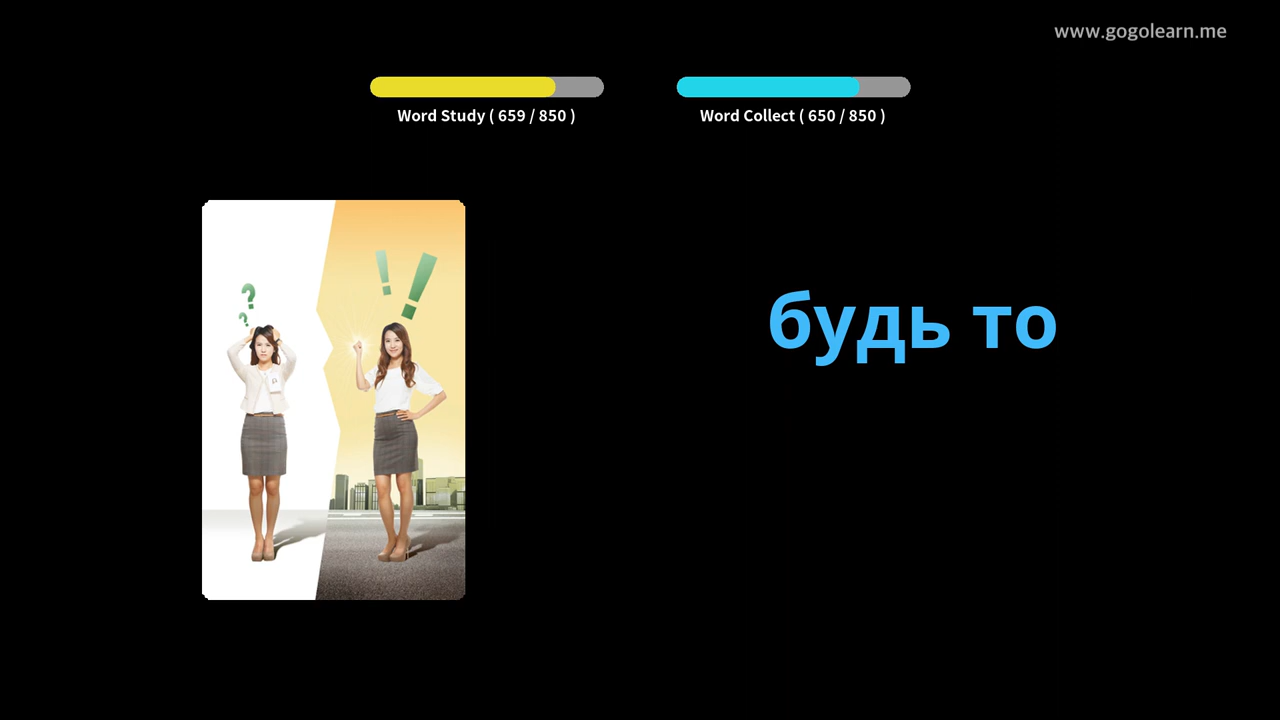 www.gogolearn.me
Word Study ( 659 / 850 )
Word Collect ( 650 / 850 )
? ?
! !
будь то